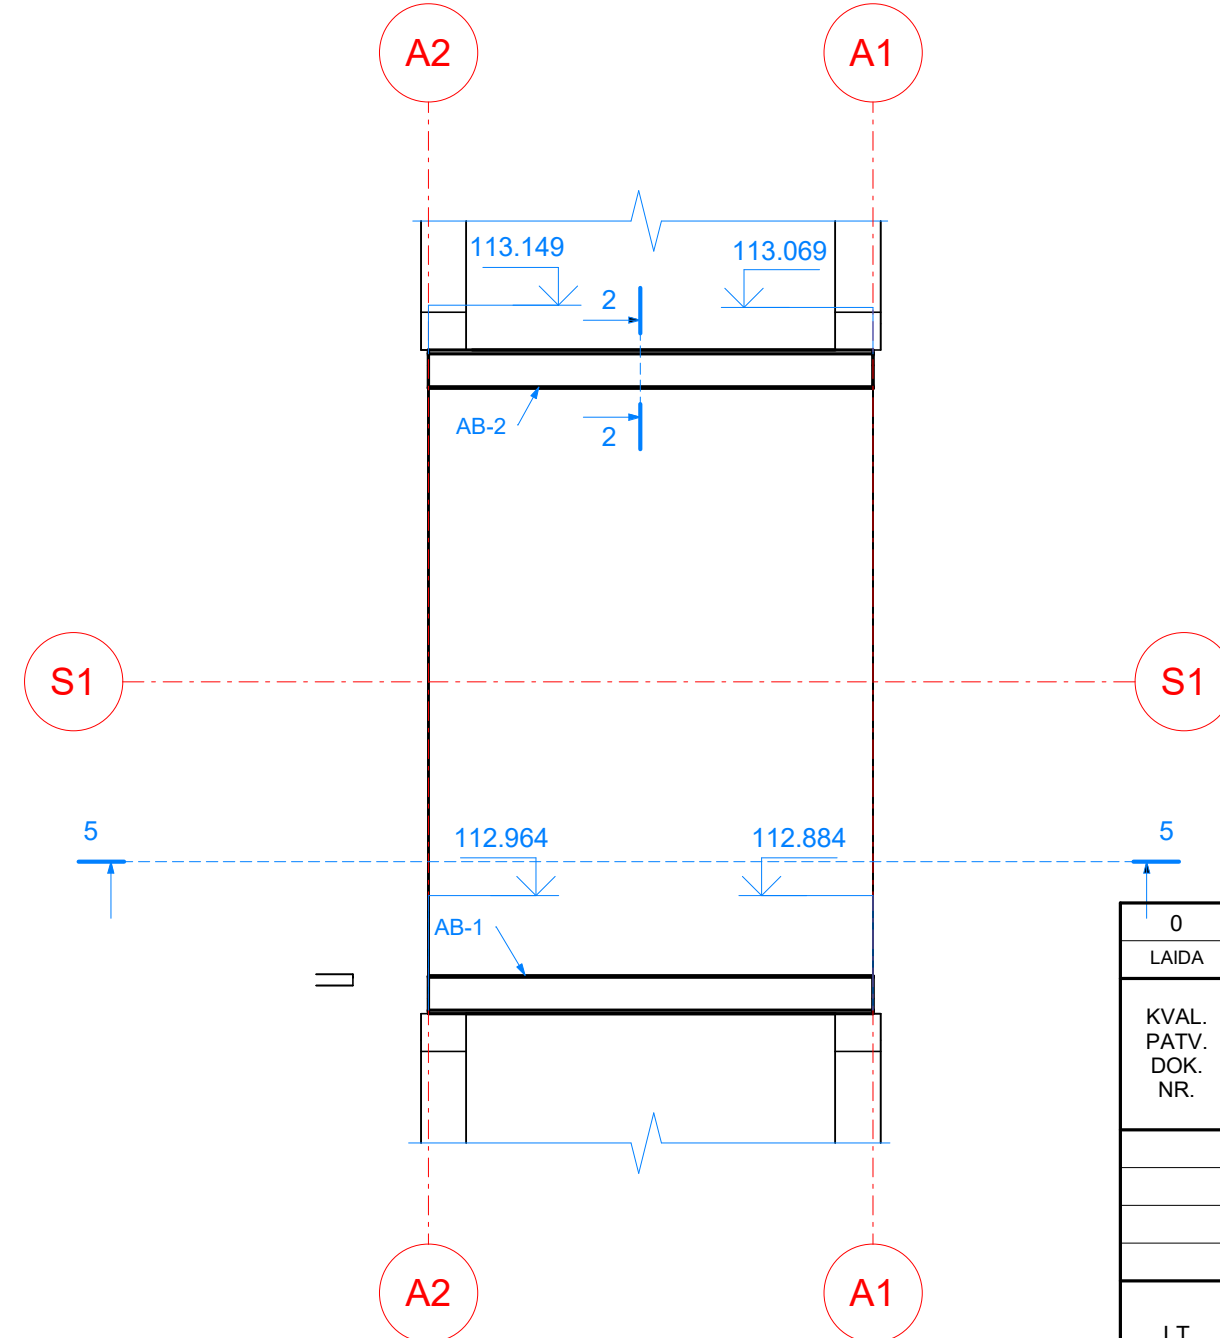 A2
A1
113.149
113.069
2
AB-2
2
S1
S1
5
5
112.964
112.884
AB-1
0
LAIDA
KVAL.
PATV.
DOK.
NR.
A2
A1
LT